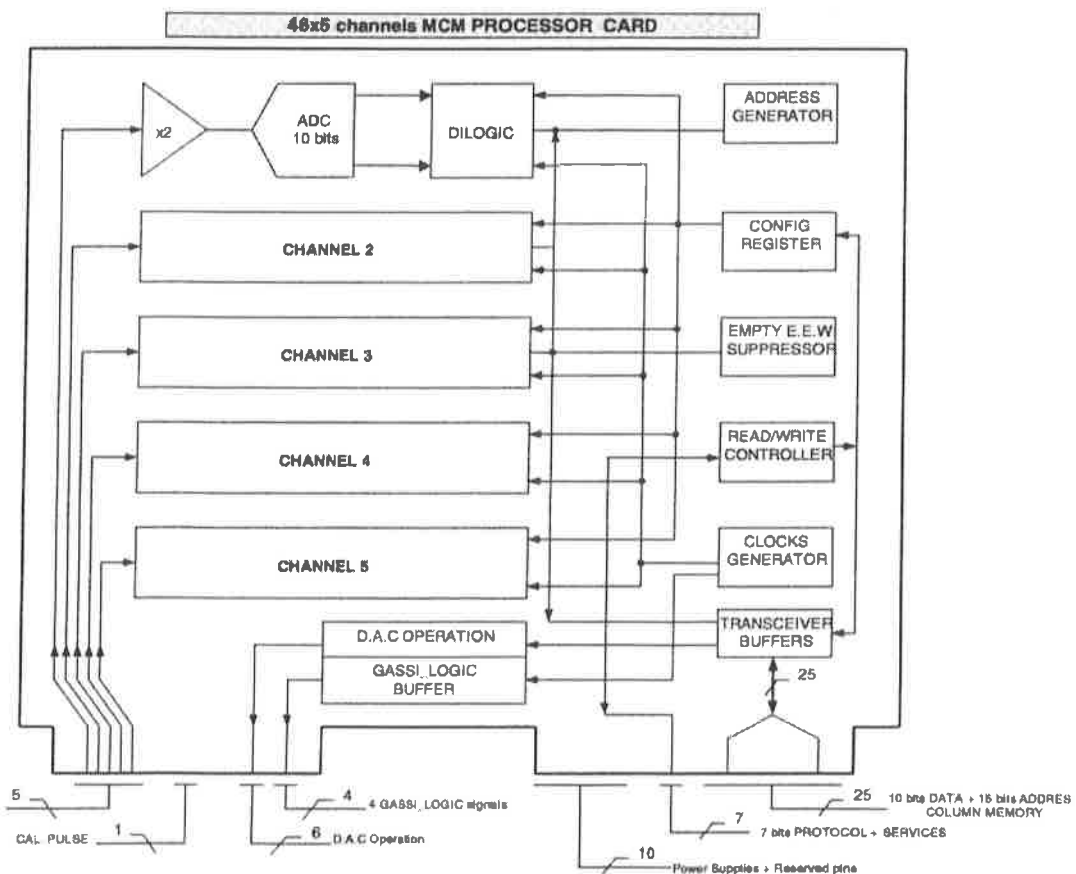 48x5 channels MCM PROCESSOR CARD
x2
ADC
10 bits
DILOGIC
ADDRESS
GENERATOR
CHANNEL 2
CONFIG
REGISTER
CHANNEL 3
EMPTY E.E.W
SUPPRESSOR
CHANNEL 4
READ/WRITE
CONTROLLER
CHANNEL 5
CLOCKS
GENERATOR
D.A.C OPERATION
GASSI_LOGIC
BUFFER
TRANSCEIVER
BUFFERS
25
5
CAL. PULSE
1
4
4 GASSI_LOGIC signals
6
D.A.C Operation
10
Power Supplies + Reserved pins
7
7 bits PROTOCOL + SERVICES
25
10 bits DATA + 15 bits ADDRES
COLUMN MEMORY